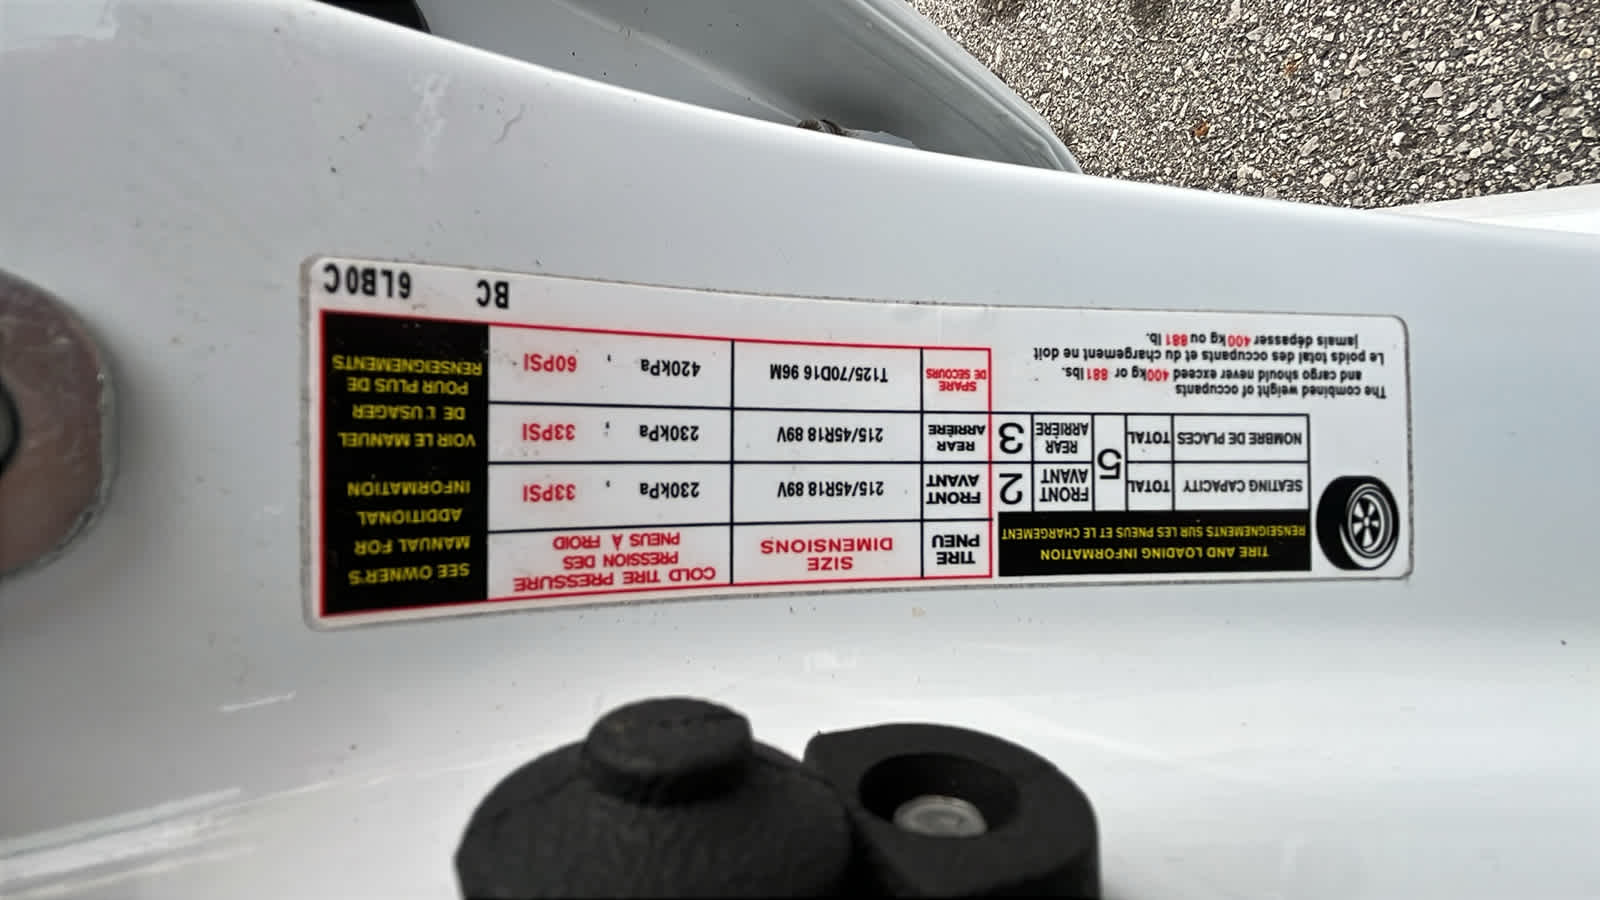 TIRE AND LOADING INFORMATION
RENSEIGNEMENTS SUR LES PNEUS ET LE CHARGEMENT
SEATING CAPACITY TOTAL 5 FRONT AVANT 2
NOMBRE DE PLACES TOTAL REAR ARRIÈRE 3
The combined weight of occupants
and cargo should never exceed 400kg or 881 lbs.
Le poids total des occupants et du chargement ne doit
jamais dépasser 400kg ou 881 lb.
TIRE PNEU SIZE DIMENSIONS COLD TIRE PRESSURE PRESSION DES PNEUS À FROID
FRONT AVANT 215/45R18 89V 230kPa , 33PSI
REAR ARRIÈRE 215/45R18 89V 230kPa , 33PSI
SPARE DE SECOURS T125/70D16 96M 420kPa , 60PSI
SEE OWNER'S
MANUAL FOR
ADDITIONAL
INFORMATION
VOIR LE MANUEL
DE L'USAGER
POUR PLUS DE
RENSEIGNEMENTS
BC 6LB0C